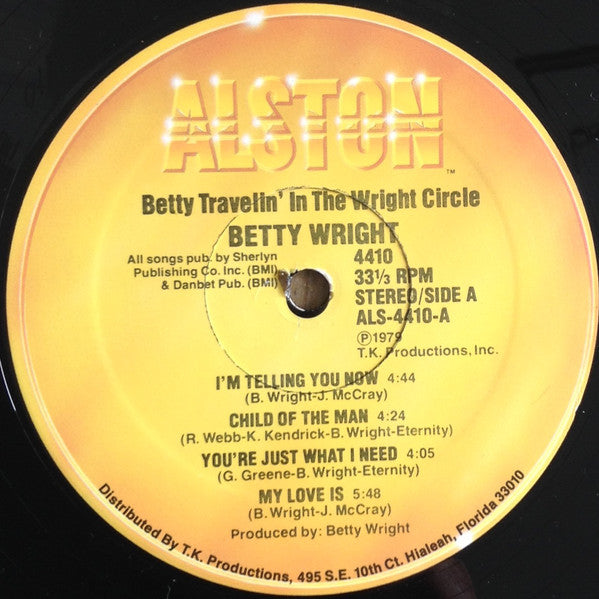 ALSTON
™
Betty Travelin' In The Wright Circle
BETTY WRIGHT
All songs pub. by Sherlyn
Publishing Co. Inc. (BMI)
& Danbet Pub. (BMI)
4410
33⅓ RPM
STEREO/SIDE A
ALS-4410-A
Ⓟ1979
T.K. Productions, Inc.
I'M TELLING YOU NOW 4:44
(B. Wright-J. McCray)
CHILD OF THE MAN 4:24
(R. Webb-K. Kendrick-B. Wright-Eternity)
YOU'RE JUST WHAT I NEED 4:05
(G. Greene-B. Wright-Eternity)
MY LOVE IS 5:48
(B. Wright-J. McCray)
Produced by: Betty Wright
Distributed By T.K. Productions, 495 S.E. 10th Ct. Hialeah, Florida 33010